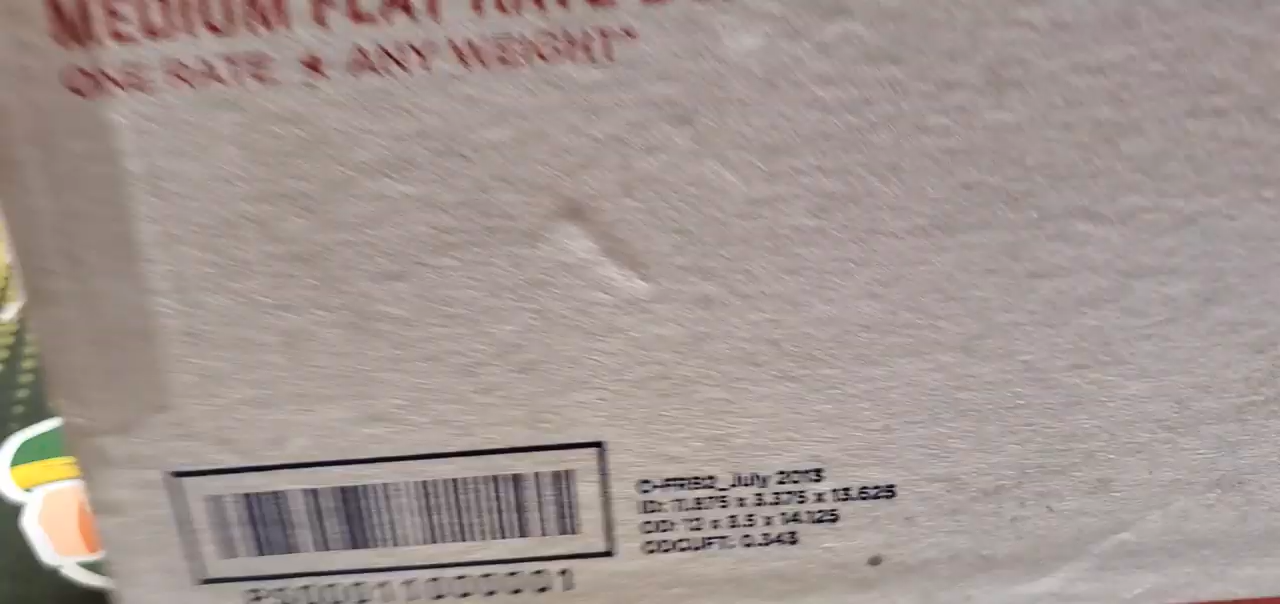 MEDIUM FLAT RATE
ONE RATE ★ ANY WEIGHT*
O-FRB2_July 2013
ID: 11.875 x 3.375 x 13.625
OD: 12 x 3.5 x 14.125
ODCUFT: 0.343
PS00011000001